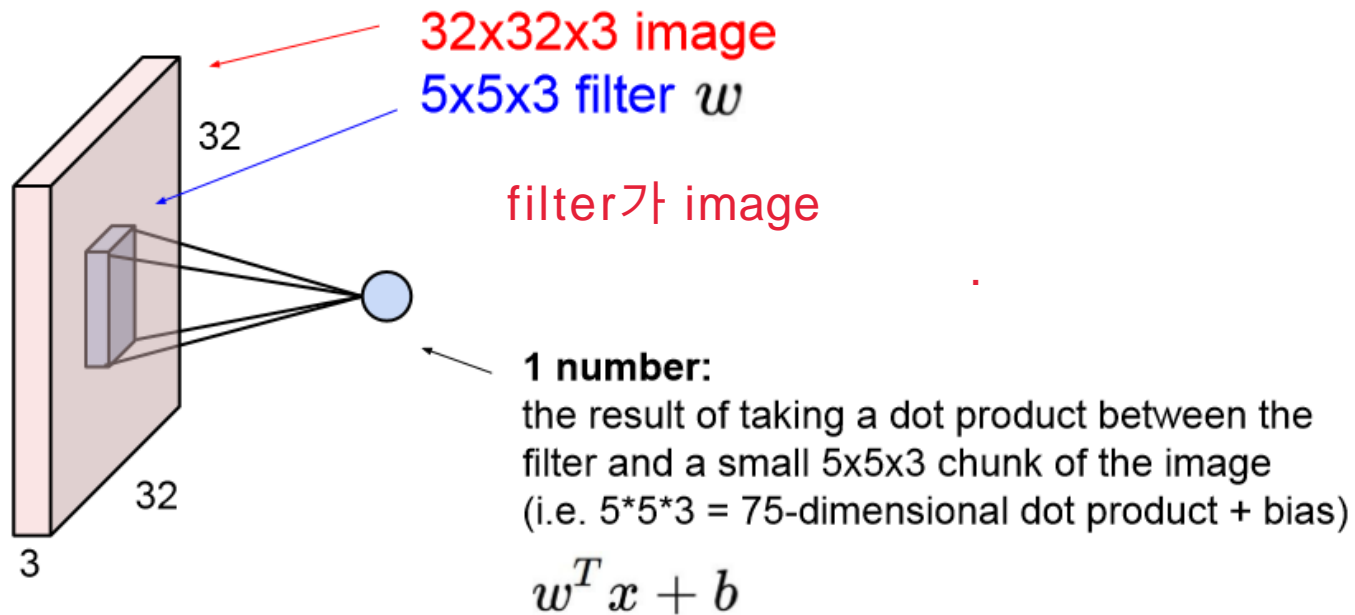 32x32x3 image
5x5x3 filter w
32
filter가 image
.
1 number:
the result of taking a dot product between the
filter and a small 5x5x3 chunk of the image
(i.e. 5*5*3 = 75-dimensional dot product + bias)
32
3
w^T x + b